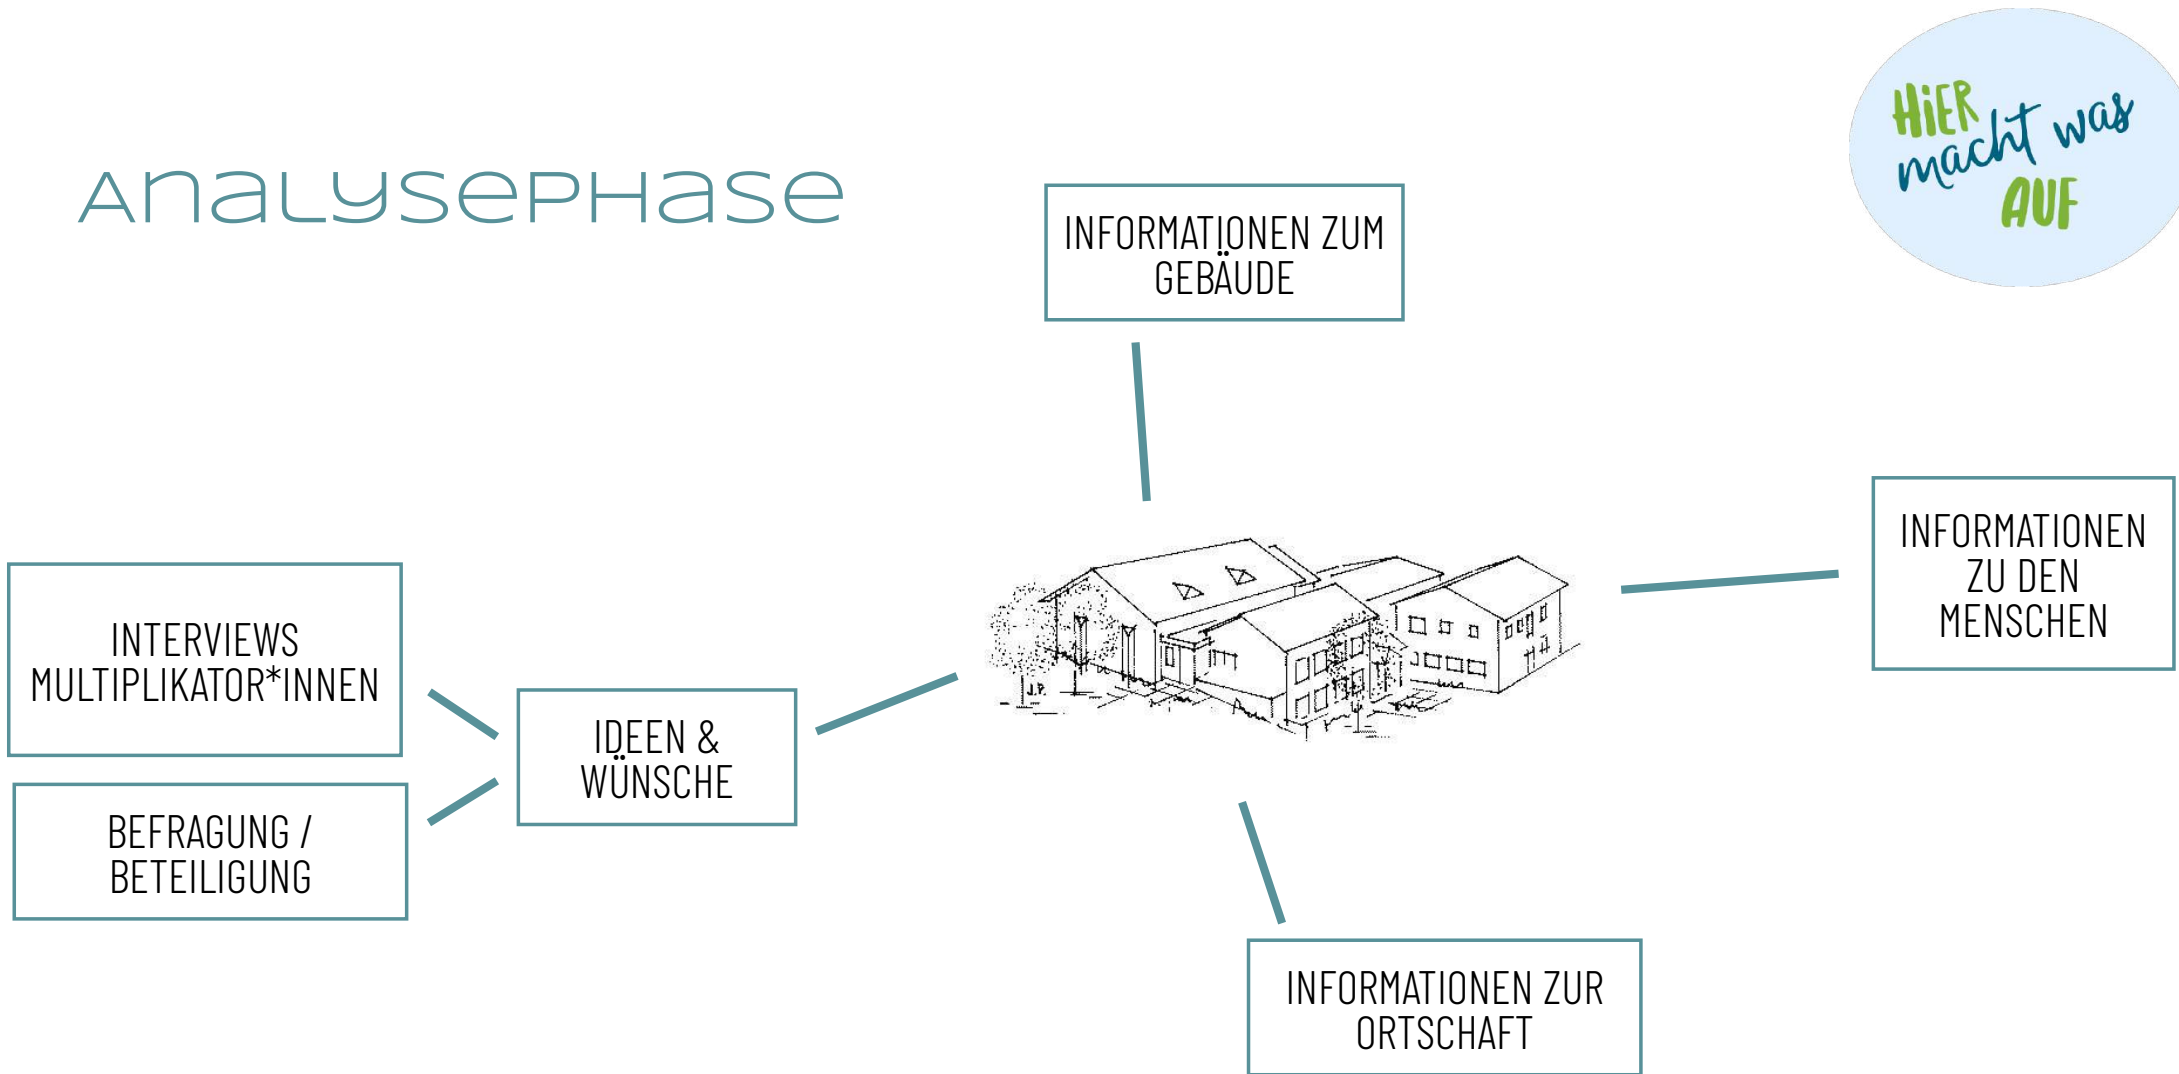 Analysephase
HiER
macht was
AUF
INFORMATIONEN ZUM
GEBÄUDE
INFORMATIONEN
ZU DEN
MENSCHEN
INTERVIEWS
MULTIPLIKATOR*INNEN
IDEEN &
WÜNSCHE
BEFRAGUNG /
BETEILIGUNG
J.P.
INFORMATIONEN ZUR
ORTSCHAFT